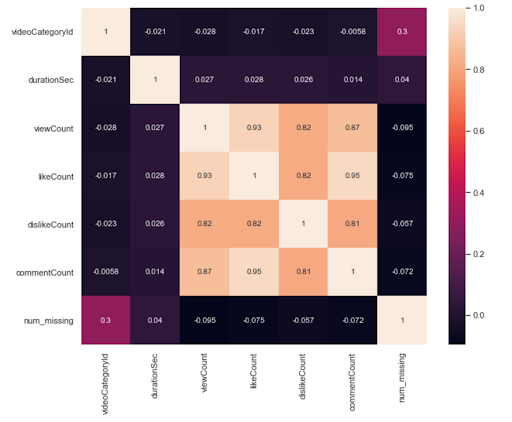 videoCategoryId 1 -0.021 -0.028 -0.017 -0.023 -0.0058 0.3
durationSec -0.021 1 0.027 0.028 0.026 0.014 0.04
viewCount -0.028 0.027 1 0.93 0.82 0.87 -0.095
likeCount -0.017 0.028 0.93 1 0.82 0.95 -0.075
dislikeCount -0.023 0.026 0.82 0.82 1 0.81 -0.057
commentCount -0.0058 0.014 0.87 0.95 0.81 1 -0.072
num_missing 0.3 0.04 -0.095 -0.075 -0.057 -0.072 1
videoCategoryId
durationSec
viewCount
likeCount
dislikeCount
commentCount
num_missing
1.0
0.8
0.6
0.4
0.2
0.0